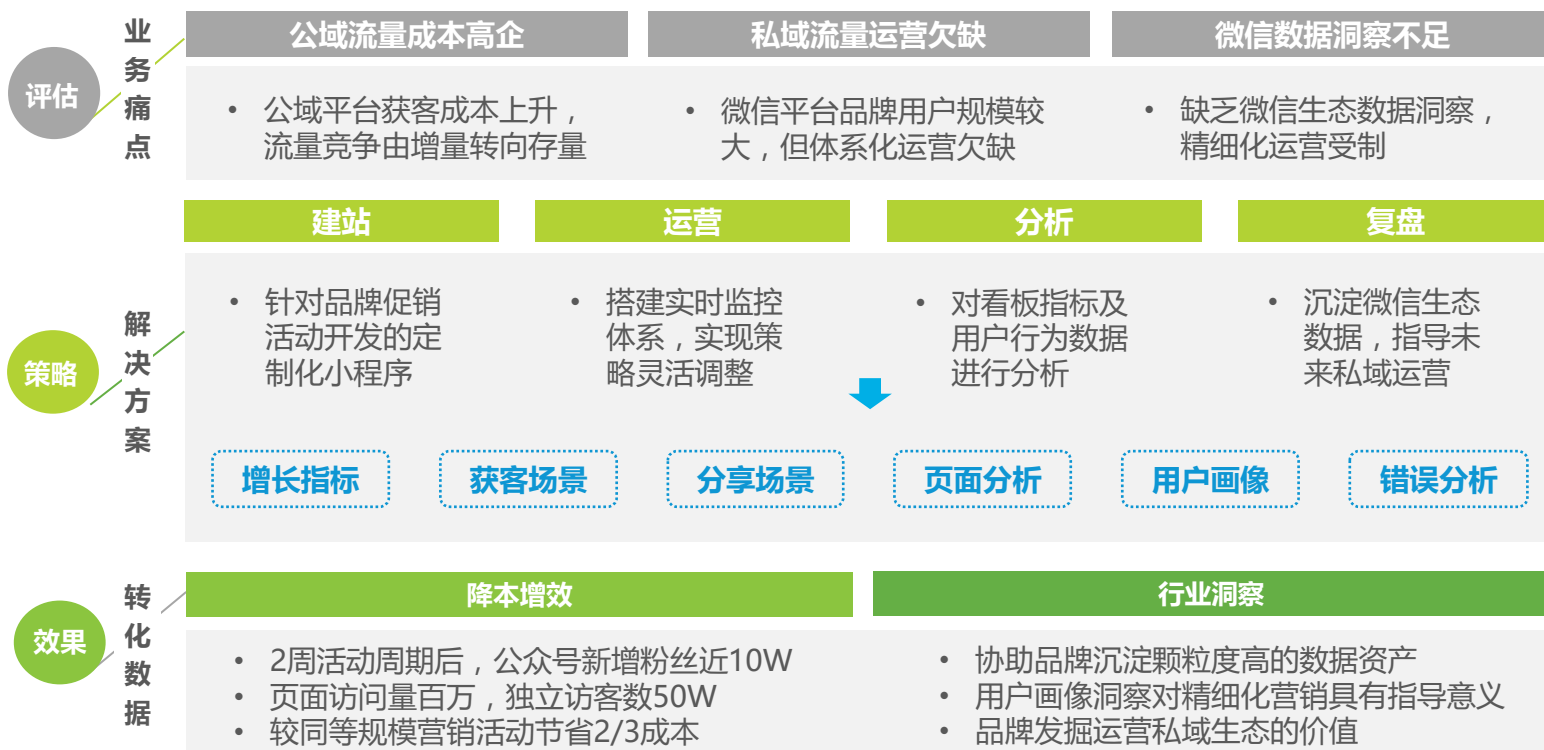 评估
业务痛点
公域流量成本高企
私域流量运营欠缺
微信数据洞察不足
• 公域平台获客成本上升，
流量竞争由增量转向存量
• 微信平台品牌用户规模较
大，但体系化运营欠缺
• 缺乏微信生态数据洞察，
精细化运营受制
策略
解决方案
建站
运营
分析
复盘
• 针对品牌促销
活动开发的定
制化小程序
• 搭建实时监控
体系，实现策
略灵活调整
• 对看板指标及
用户行为数据
进行分析
• 沉淀微信生态
数据，指导未
来私域运营
增长指标
获客场景
分享场景
页面分析
用户画像
错误分析
效果
转化数据
降本增效
行业洞察
• 2周活动周期后，公众号新增粉丝近10W
• 页面访问量百万，独立访客数50W
• 较同等规模营销活动节省2/3成本
• 协助品牌沉淀颗粒度高的数据资产
• 用户画像洞察对精细化营销具有指导意义
• 品牌发掘运营私域生态的价值